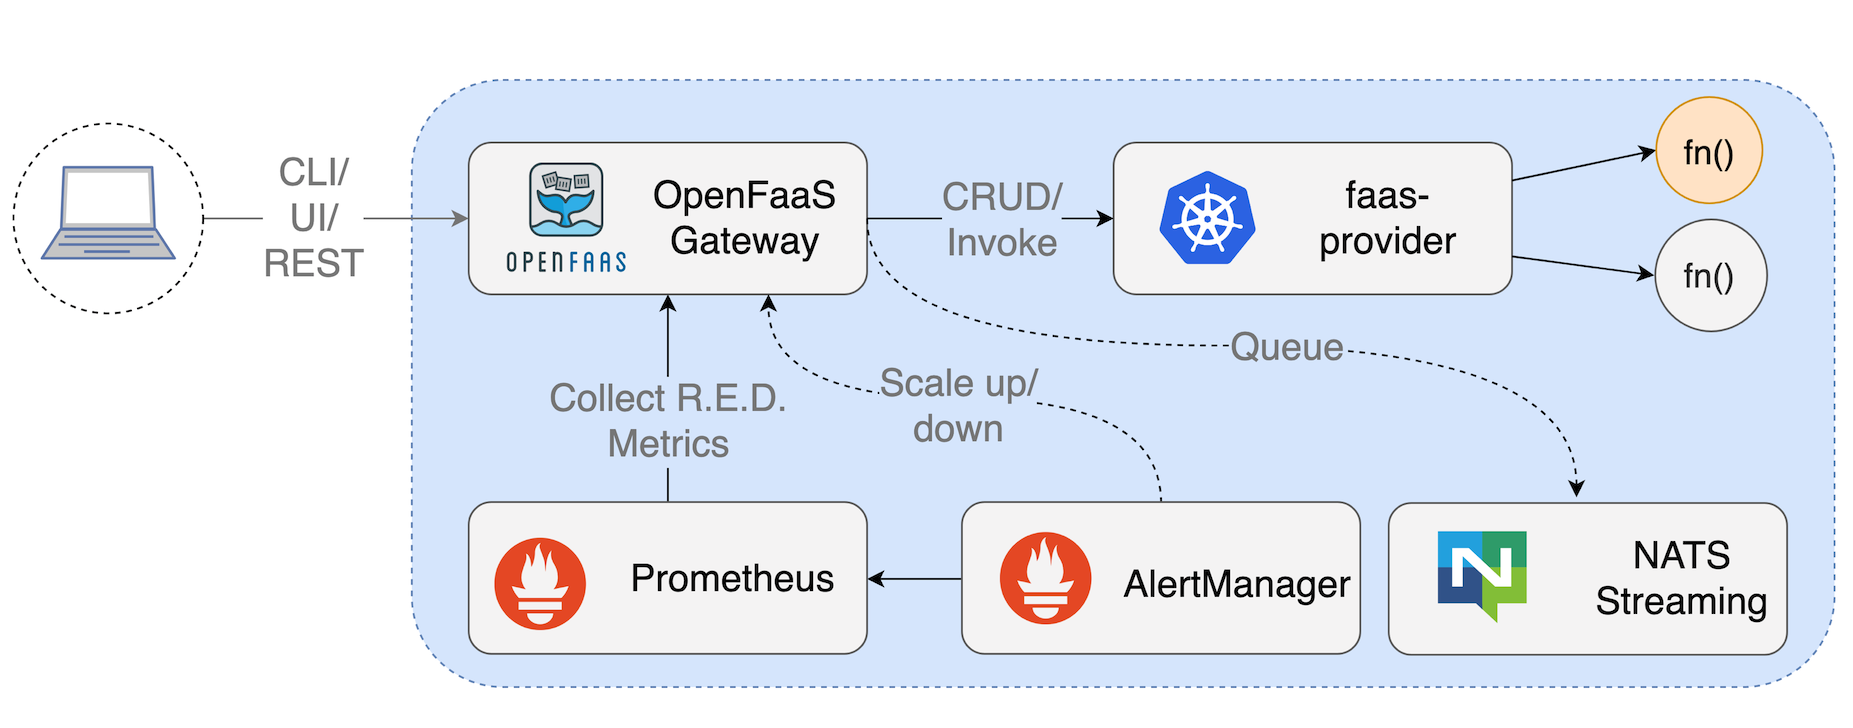 CLI/
UI/
REST
OPENFAAS
OpenFaaS
Gateway
CRUD/
Invoke
faas-
provider
fn()
fn()
Queue
Collect R.E.D.
Metrics
Scale up/
down
Prometheus
AlertManager
N
NATS
Streaming